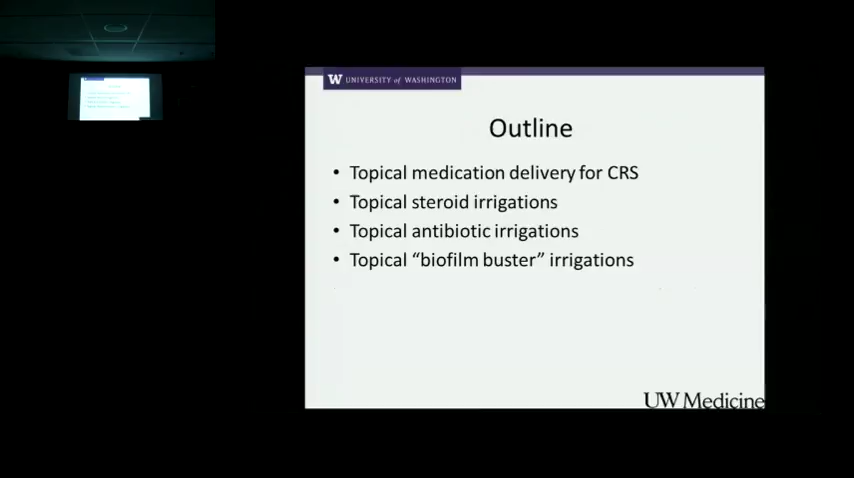 W UNIVERSITY of WASHINGTON
Outline
• Topical medication delivery for CRS
• Topical steroid irrigations
• Topical antibiotic irrigations
• Topical “biofilm buster” irrigations
UW Medicine